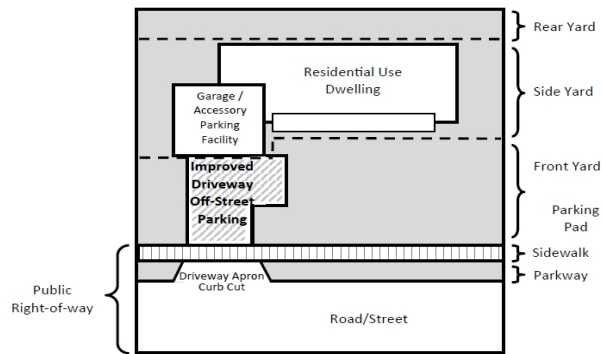 Rear Yard
Residential Use
Dwelling
Side Yard
Garage /
Accessory
Parking
Facility
Improved
Driveway
Off-Street
Parking
Front Yard
Parking
Pad
Sidewalk
Driveway Apron
Curb Cut
Parkway
Public
Right-of-way
Road/Street